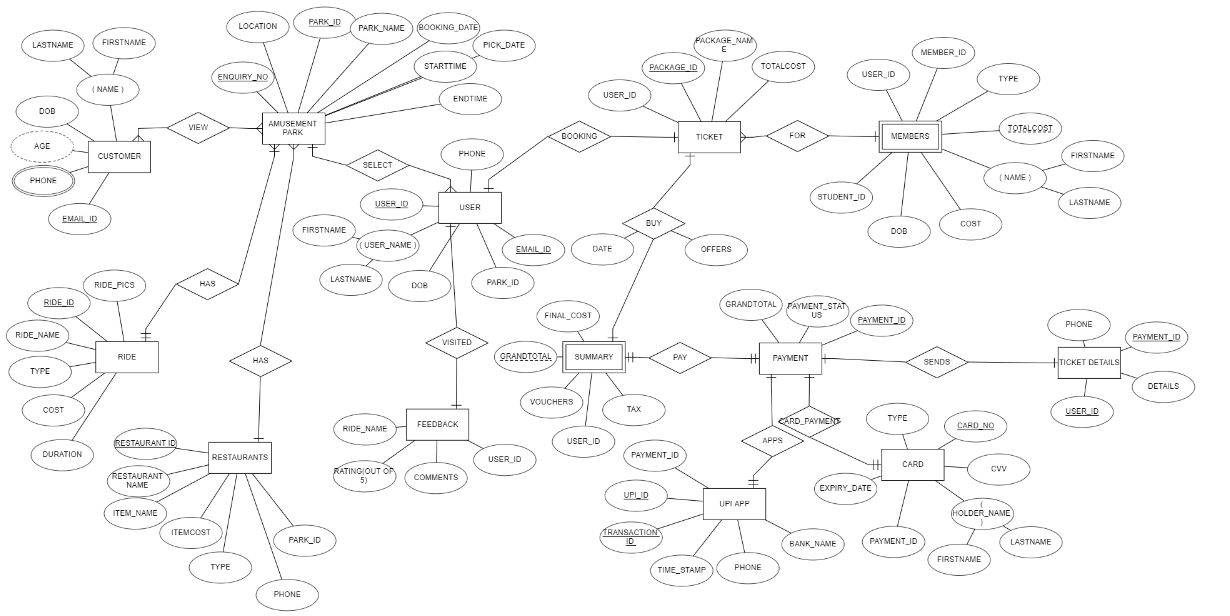 LOCATION
PARK_ID
PARK_NAME
BOOKING_DATE
PICK_DATE
STARTTIME
ENDTIME
ENQUIRY_NO
AMUSEMENT
PARK
LASTNAME
FIRSTNAME
( NAME )
DOB
AGE
PHONE
EMAIL_ID
CUSTOMER
VIEW
SELECT
HAS
HAS
PHONE
USER_ID
USER
FIRSTNAME
( USER_NAME )
LASTNAME
DOB
PARK_ID
EMAIL_ID
BOOKING
USER_ID
PACKAGE_ID
PACKAGE_NAM
E
TOTALCOST
TICKET
FOR
USER_ID
MEMBER_ID
TYPE
TOTALCOST
MEMBERS
( NAME )
FIRSTNAME
LASTNAME
STUDENT_ID
DOB
COST
BUY
DATE
OFFERS
RIDE_PICS
RIDE_ID
RIDE_NAME
TYPE
COST
DURATION
RIDE
RESTAURANT ID
RESTAURANT
NAME
ITEM_NAME
ITEMCOST
TYPE
PHONE
PARK_ID
RESTAURANTS
VISITED
FEEDBACK
RIDE_NAME
RATING(OUT OF
5)
COMMENTS
USER_ID
FINAL_COST
GRANDTOTAL
SUMMARY
VOUCHERS
USER_ID
TAX
PAY
GRANDTOTAL
PAYMENT_STAT
US
PAYMENT_ID
PAYMENT
SENDS
PHONE
PAYMENT_ID
TICKET DETAILS
DETAILS
USER_ID
APPS
CARD_PAYMENT
PAYMENT_ID
UPI_ID
TRANSACTION_
ID
TIME_STAMP
PHONE
BANK_NAME
UPI APP
TYPE
CARD_NO
CVV
CARD
EXPIRY_DATE
PAYMENT_ID
(
HOLDER_NAME
)
FIRSTNAME
LASTNAME